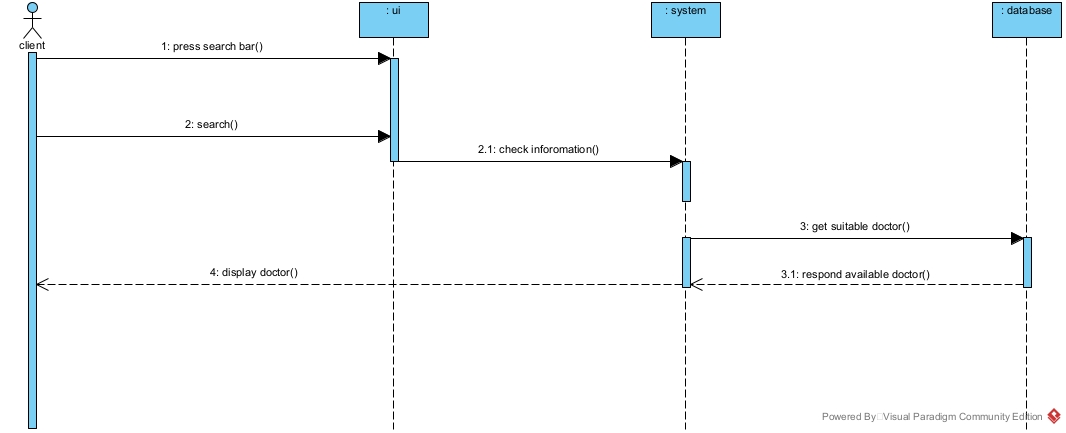 : ui
: system
: database
client
1: press search bar()
2: search()
2.1: check inforomation()
3: get suitable doctor()
4: display doctor()
3.1: respond available doctor()
Powered By Visual Paradigm Community Edition